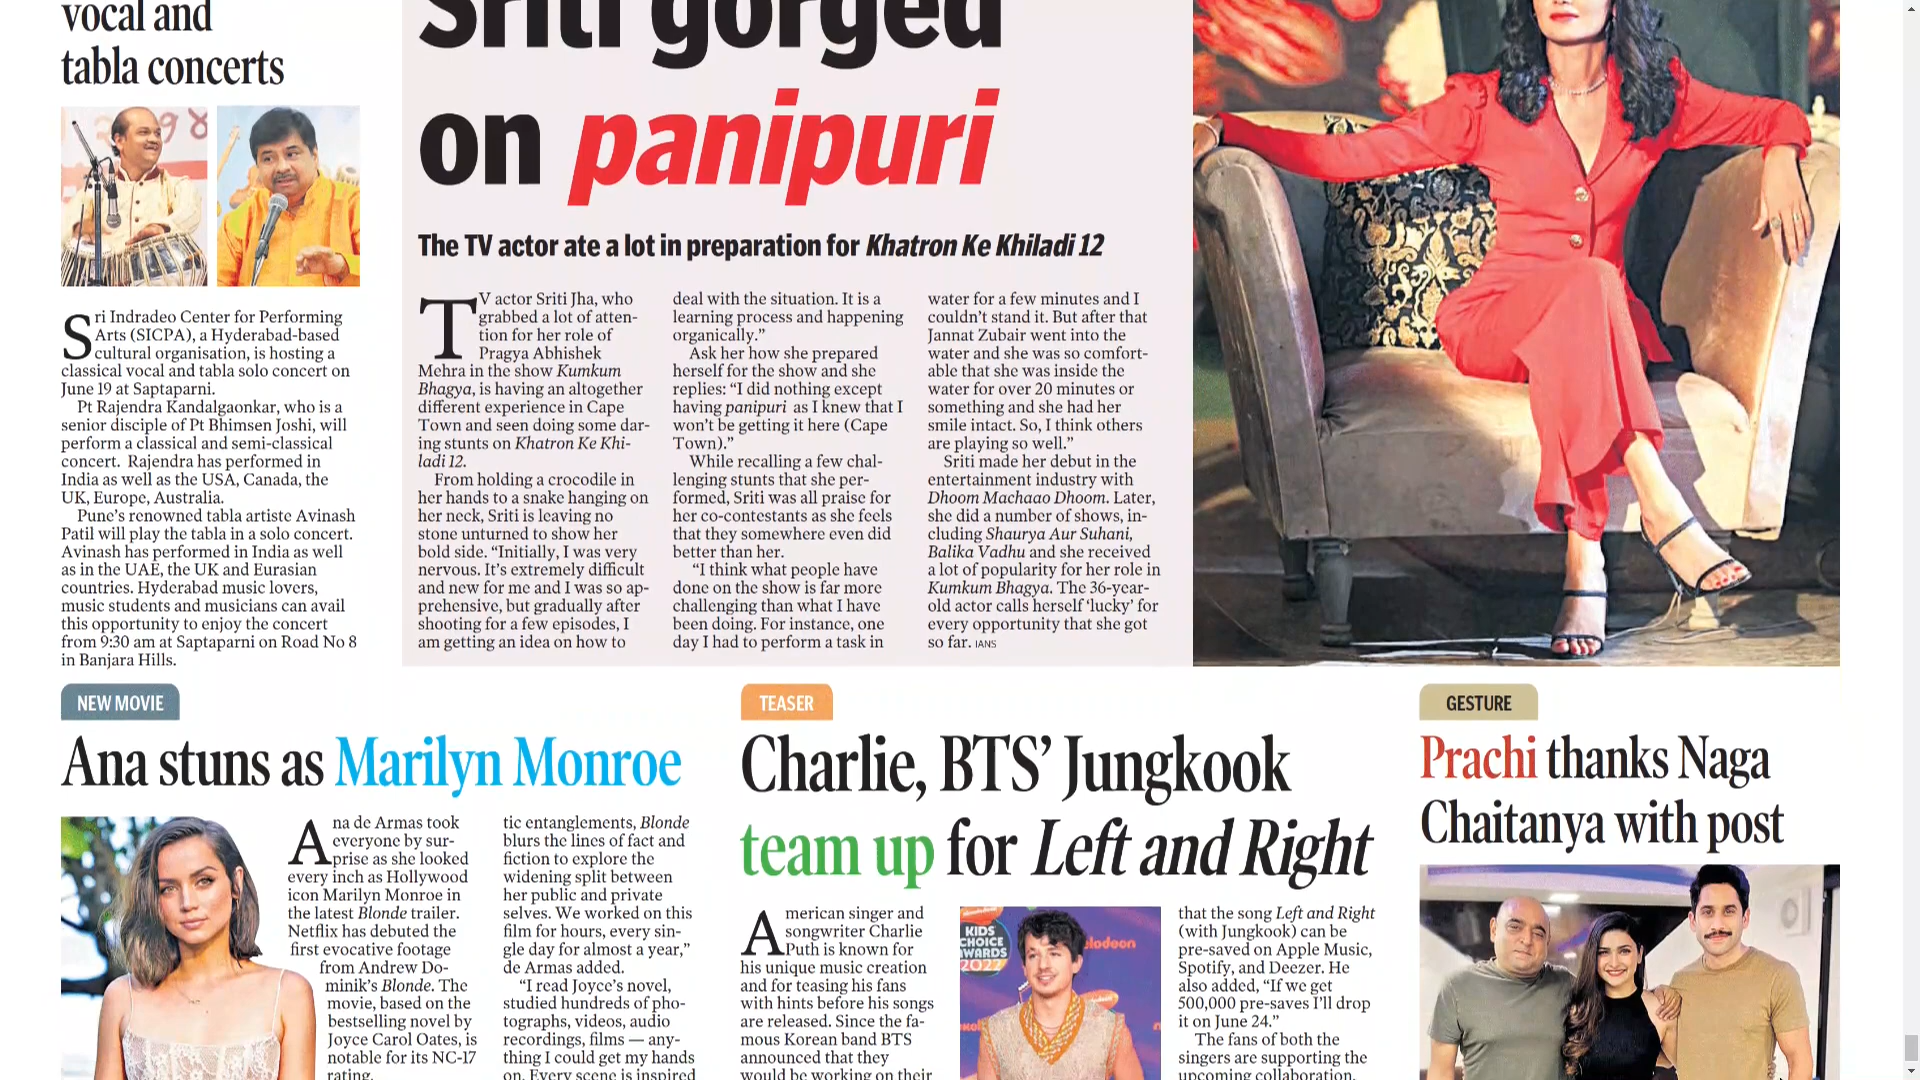 vocal and
tabla concerts
Sri Indradeo Center for Performing
Arts (SICPA), a Hyderabad-based
cultural organisation, is hosting a
classical vocal and tabla solo concert on
June 19 at Saptaparni.
Pt Rajendra Kandalgaonkar, who is a
senior disciple of Pt Bhimsen Joshi, will
perform a classical and semi-classical
concert. Rajendra has performed in
India as well as the USA, Canada, the
UK, Europe, Australia.
Pune's renowned tabla artiste Avinash
Patil will play the tabla in a solo concert.
Avinash has performed in India as well
as in the UAE, the UK and Eurasian
countries. Hyderabad music lovers,
music students and musicians can avail
this opportunity to enjoy the concert
from 9:30 am at Saptaparni on Road No 8
in Banjara Hills.
Sriti gorged
on panipuri
The TV actor ate a lot in preparation for Khatron Ke Khiladi 12
TV actor Sriti Jha, who
grabbed a lot of atten-
tion for her role of
Pragya Abhishek
Mehra in the show Kumkum
Bhagya, is having an altogether
different experience in Cape
Town and seen doing some dar-
ing stunts on Khatron Ke Khi-
ladi 12.
From holding a crocodile in
her hands to a snake hanging on
her neck, Sriti is leaving no
stone unturned to show her
bold side. “Initially, I was very
nervous. It’s extremely difficult
and new for me and I was so ap-
prehensive, but gradually after
shooting for a few episodes, I
am getting an idea on how to
deal with the situation. It is a
learning process and happening
organically.”
Ask her how she prepared
herself for the show and she
replies: “I did nothing except
having panipuri as I knew that I
won’t be getting it here (Cape
Town).”
While recalling a few chal-
lenging stunts that she per-
formed, Sriti was all praise for
her co-contestants as she feels
that they somewhere even did
better than her.
“I think what people have
done on the show is far more
challenging than what I have
been doing. For instance, one
day I had to perform a task in
water for a few minutes and I
couldn’t stand it. But after that
Jannat Zubair went into the
water and she was so comfort-
able that she was inside the
water for over 20 minutes or
something and she had her
smile intact. So, I think others
are playing so well.”
Sriti made her debut in the
entertainment industry with
Dhoom Machaao Dhoom. Later,
she did a number of shows, in-
cluding Shaurya Aur Suhani,
Balika Vadhu and she received
a lot of popularity for her role in
Kumkum Bhagya. The 36-year-
old actor calls herself ‘lucky’ for
every opportunity that she got
so far. IANS
NEW MOVIE
Ana stuns as Marilyn Monroe
Ana de Armas took
everyone by sur-
prise as she looked
every inch as Hollywood
icon Marilyn Monroe in
the latest Blonde trailer.
Netflix has debuted the
first evocative footage
from Andrew Do-
minik’s Blonde. The
movie, based on the
bestselling novel by
Joyce Carol Oates, is
notable for its NC-17
rating.
tic entanglements, Blonde
blurs the lines of fact and
fiction to explore the
widening split between
her public and private
selves. We worked on this
film for hours, every sin-
gle day for almost a year,”
de Armas added.
“I read Joyce’s novel,
studied hundreds of pho-
tographs, videos, audio
recordings, films — any-
thing I could get my hands
on. Every scene is inspired
TEASER
Charlie, BTS’ Jungkook
team up for Left and Right
American singer and
songwriter Charlie
Puth is known for
his unique music creation
and for teasing his fans
with hints before his songs
are released. Since the fa-
mous Korean band BTS
announced that they
would be working on their
KIDS
CHOICE
AWARDS
2022
elodeon
that the song Left and Right
(with Jungkook) can be
pre-saved on Apple Music,
Spotify, and Deezer. He
also added, “If we get
500,000 pre-saves I’ll drop
it on June 24.”
The fans of both the
singers are supporting the
upcoming collaboration.
GESTURE
Prachi thanks Naga
Chaitanya with post